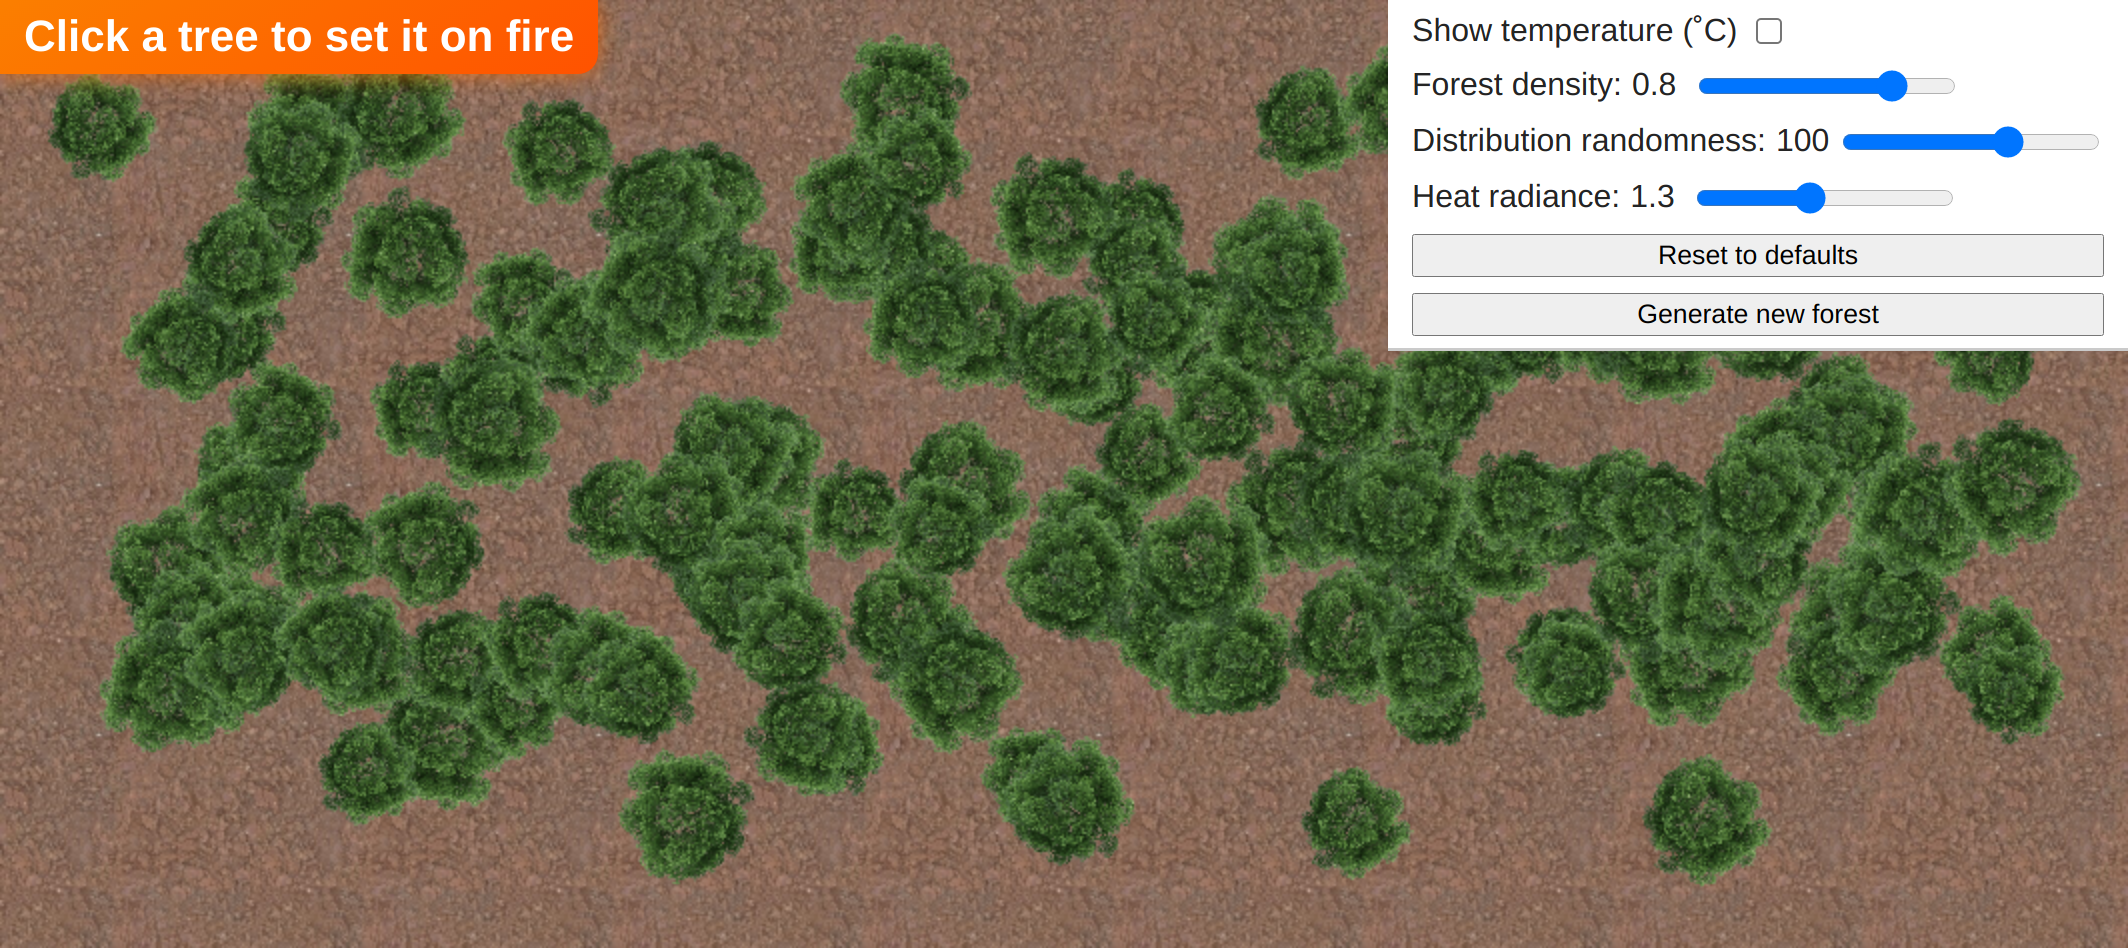 Click a tree to set it on fire
Show temperature (˚C)
Forest density: 0.8
Distribution randomness: 100
Heat radiance: 1.3
Reset to defaults
Generate new forest